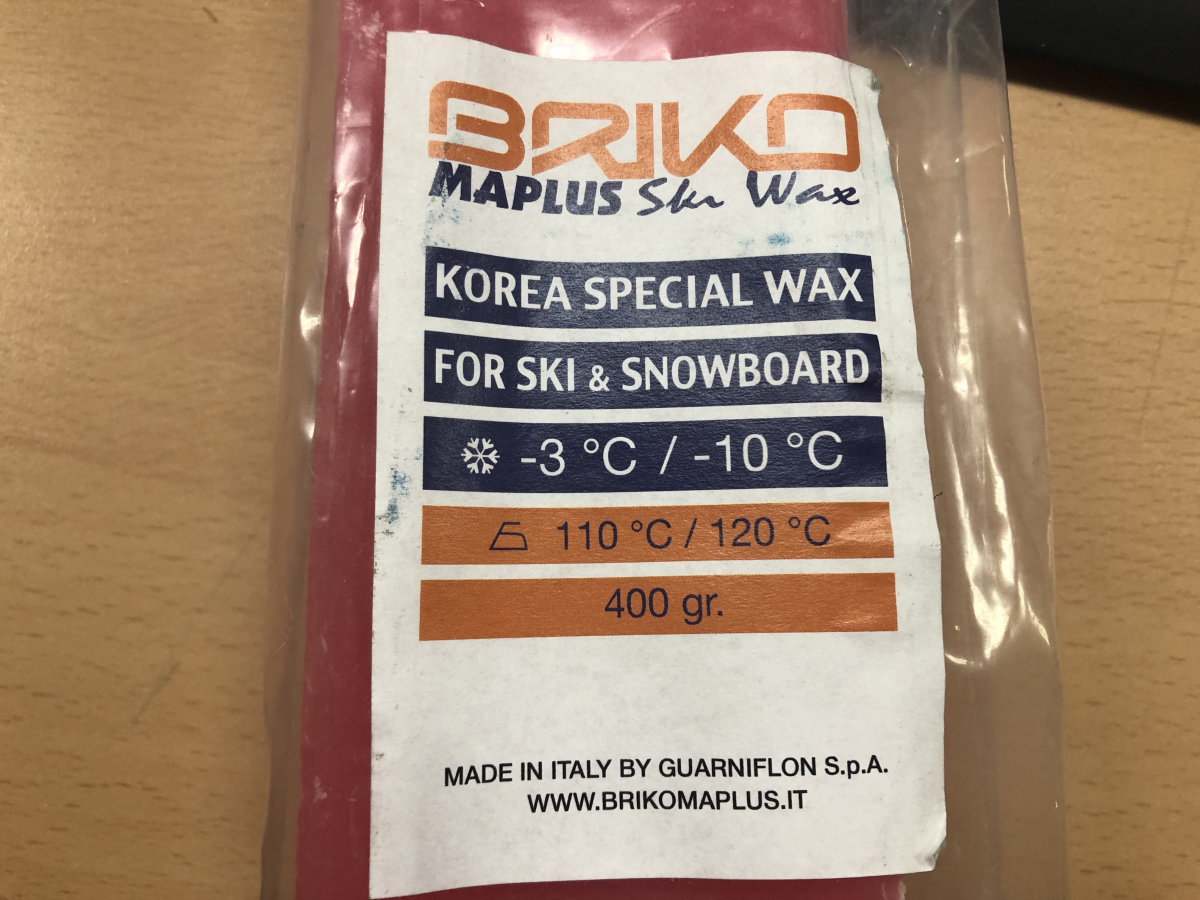 BRIKO
MAPLUS Ski Wax
KOREA SPECIAL WAX
FOR SKI & SNOWBOARD
-3 °C / -10 °C
110 °C / 120 °C
400 gr.
MADE IN ITALY BY GUARNIFLON S.p.A.
WWW.BRIKOMAPLUS.IT